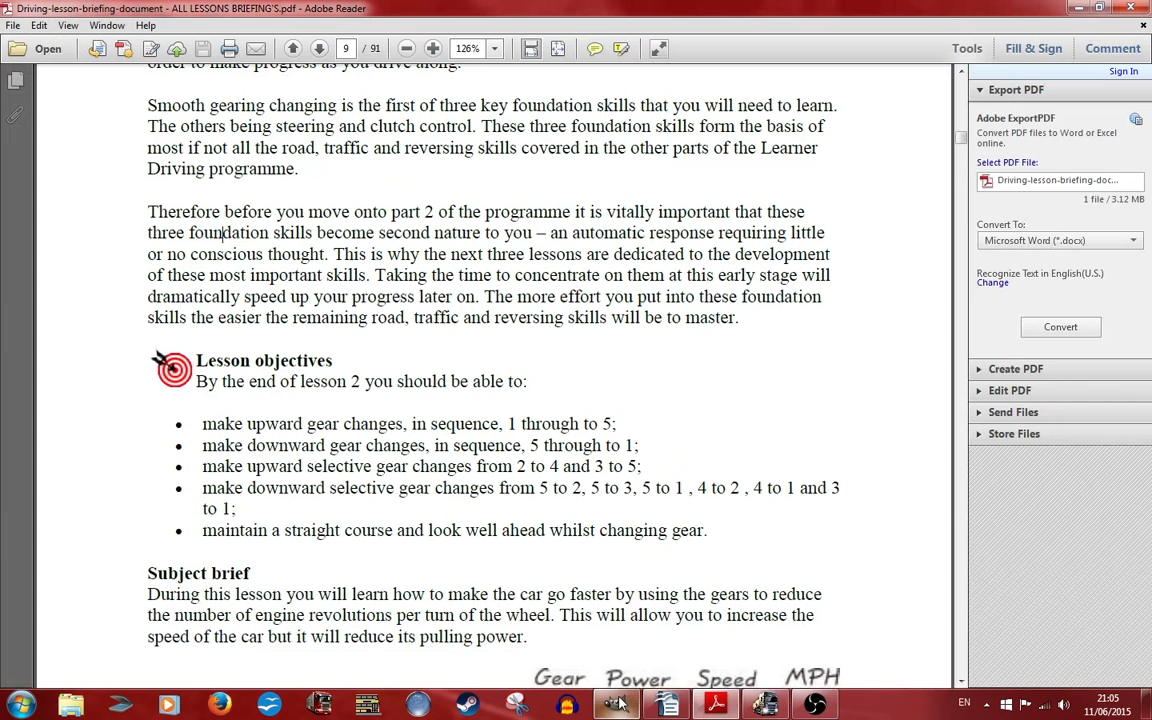 Driving-lesson-briefing-document - ALL LESSONS BRIEFING'S.pdf - Adobe Reader
File Edit View Window Help
Open 9 / 91 126% Tools Fill & Sign Comment
Sign In
order to make progress as you drive along.
Smooth gearing changing is the first of three key foundation skills that you will need to learn.
The others being steering and clutch control. These three foundation skills form the basis of
most if not all the road, traffic and reversing skills covered in the other parts of the Learner
Driving programme.
Therefore before you move onto part 2 of the programme it is vitally important that these
three foundation skills become second nature to you – an automatic response requiring little
or no conscious thought. This is why the next three lessons are dedicated to the development
of these most important skills. Taking the time to concentrate on them at this early stage will
dramatically speed up your progress later on. The more effort you put into these foundation
skills the easier the remaining road, traffic and reversing skills will be to master.
Lesson objectives
By the end of lesson 2 you should be able to:
• make upward gear changes, in sequence, 1 through to 5;
• make downward gear changes, in sequence, 5 through to 1;
• make upward selective gear changes from 2 to 4 and 3 to 5;
• make downward selective gear changes from 5 to 2, 5 to 3, 5 to 1 , 4 to 2 , 4 to 1 and 3
to 1;
• maintain a straight course and look well ahead whilst changing gear.
Subject brief
During this lesson you will learn how to make the car go faster by using the gears to reduce
the number of engine revolutions per turn of the wheel. This will allow you to increase the
speed of the car but it will reduce its pulling power.
Gear Power Speed MPH
Export PDF
Adobe ExportPDF
Convert PDF files to Word or Excel
online.
Select PDF File:
Driving-lesson-briefing-doc...
1 file / 3.12 MB
Convert To:
Microsoft Word (*.docx)
Recognize Text in English(U.S.)
Change
Convert
Create PDF
Edit PDF
Send Files
Store Files
EN
21:05
11/06/2015